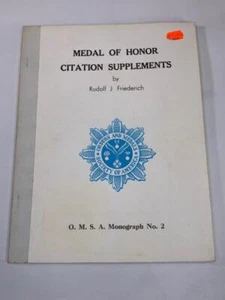 MEDAL OF HONOR
CITATION SUPPLEMENTS
by
Rudolf J Friederich
O. M. S. A. Monograph No. 2